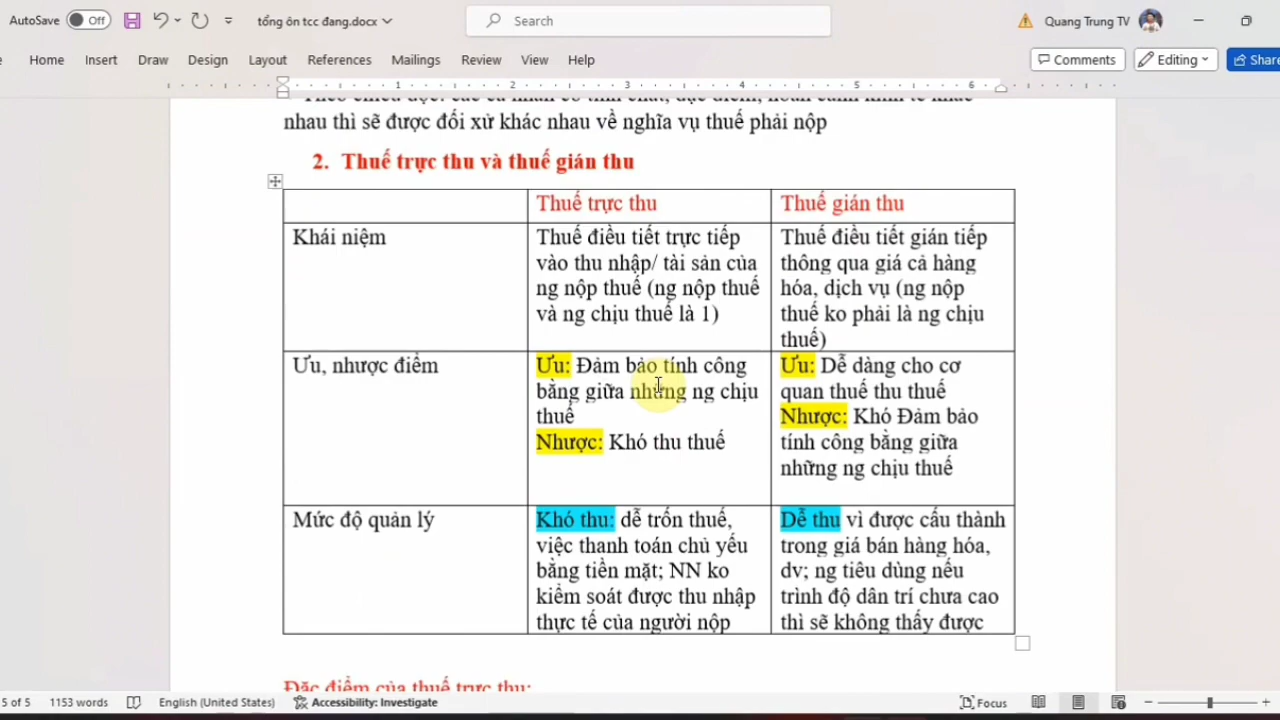 AutoSave Off tổng ôn tcc đang.docx Search Quang Trung TV
Home Insert Draw Design Layout References Mailings Review View Help Comments Editing Share
nhau thì sẽ được đối xử khác nhau về nghĩa vụ thuế phải nộp
2. Thuế trực thu và thuế gián thu
Thuế trực thu
Thuế gián thu
Khái niệm
Thuế điều tiết trực tiếp
vào thu nhập/ tài sản của
ng nộp thuế (ng nộp thuế
và ng chịu thuế là 1)
Thuế điều tiết gián tiếp
thông qua giá cả hàng
hóa, dịch vụ (ng nộp
thuế ko phải là ng chịu
thuế)
Ưu, nhược điểm
Ưu: Đảm bảo tính công
bằng giữa những ng chịu
thuế
Nhược: Khó thu thuế
Ưu: Dễ dàng cho cơ
quan thuế thu thuế
Nhược: Khó Đảm bảo
tính công bằng giữa
những ng chịu thuế
Mức độ quản lý
Khó thu: dễ trốn thuế,
việc thanh toán chủ yếu
bằng tiền mặt; NN ko
kiểm soát được thu nhập
thực tế của người nộp
Dễ thu vì được cấu thành
trong giá bán hàng hóa,
dv; ng tiêu dùng nếu
trình độ dân trí chưa cao
thì sẽ không thấy được
Đặc điểm của thuế trực thu:
5 of 5 1153 words English (United States) Accessibility: Investigate Focus